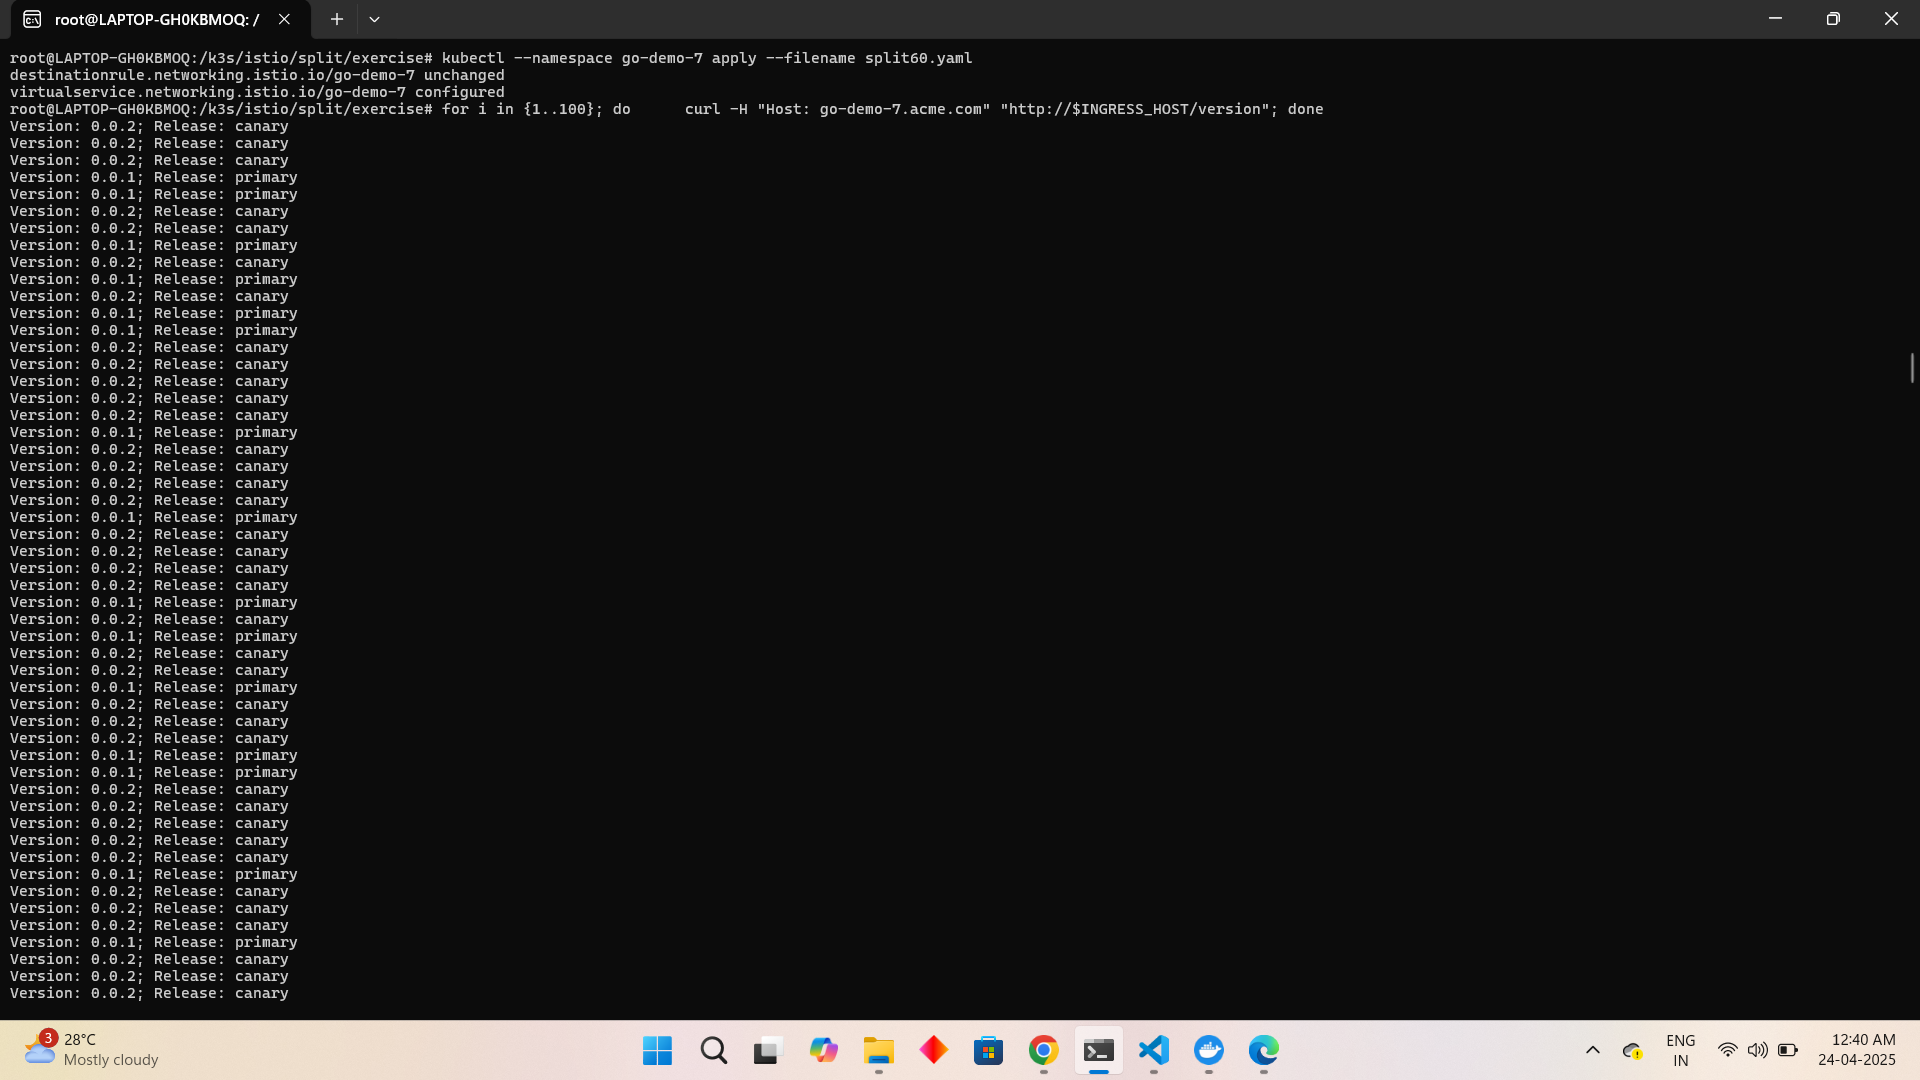 root@LAPTOP-GH0KBMOQ: /
root@LAPTOP-GH0KBMOQ:/k3s/istio/split/exercise# kubectl --namespace go-demo-7 apply --filename split60.yaml
destinationrule.networking.istio.io/go-demo-7 unchanged
virtualservice.networking.istio.io/go-demo-7 configured
root@LAPTOP-GH0KBMOQ:/k3s/istio/split/exercise# for i in {1..100}; do      curl -H "Host: go-demo-7.acme.com" "http://$INGRESS_HOST/version"; done
Version: 0.0.2; Release: canary
Version: 0.0.2; Release: canary
Version: 0.0.2; Release: canary
Version: 0.0.1; Release: primary
Version: 0.0.1; Release: primary
Version: 0.0.2; Release: canary
Version: 0.0.2; Release: canary
Version: 0.0.1; Release: primary
Version: 0.0.2; Release: canary
Version: 0.0.1; Release: primary
Version: 0.0.2; Release: canary
Version: 0.0.1; Release: primary
Version: 0.0.1; Release: primary
Version: 0.0.2; Release: canary
Version: 0.0.2; Release: canary
Version: 0.0.2; Release: canary
Version: 0.0.2; Release: canary
Version: 0.0.2; Release: canary
Version: 0.0.1; Release: primary
Version: 0.0.2; Release: canary
Version: 0.0.2; Release: canary
Version: 0.0.2; Release: canary
Version: 0.0.2; Release: canary
Version: 0.0.1; Release: primary
Version: 0.0.2; Release: canary
Version: 0.0.2; Release: canary
Version: 0.0.2; Release: canary
Version: 0.0.2; Release: canary
Version: 0.0.1; Release: primary
Version: 0.0.2; Release: canary
Version: 0.0.1; Release: primary
Version: 0.0.2; Release: canary
Version: 0.0.2; Release: canary
Version: 0.0.1; Release: primary
Version: 0.0.2; Release: canary
Version: 0.0.2; Release: canary
Version: 0.0.2; Release: canary
Version: 0.0.1; Release: primary
Version: 0.0.1; Release: primary
Version: 0.0.2; Release: canary
Version: 0.0.2; Release: canary
Version: 0.0.2; Release: canary
Version: 0.0.2; Release: canary
Version: 0.0.2; Release: canary
Version: 0.0.1; Release: primary
Version: 0.0.2; Release: canary
Version: 0.0.2; Release: canary
Version: 0.0.2; Release: canary
Version: 0.0.1; Release: primary
Version: 0.0.2; Release: canary
Version: 0.0.2; Release: canary
Version: 0.0.2; Release: canary
3
28°C
Mostly cloudy
ENG
IN
12:40 AM
24-04-2025